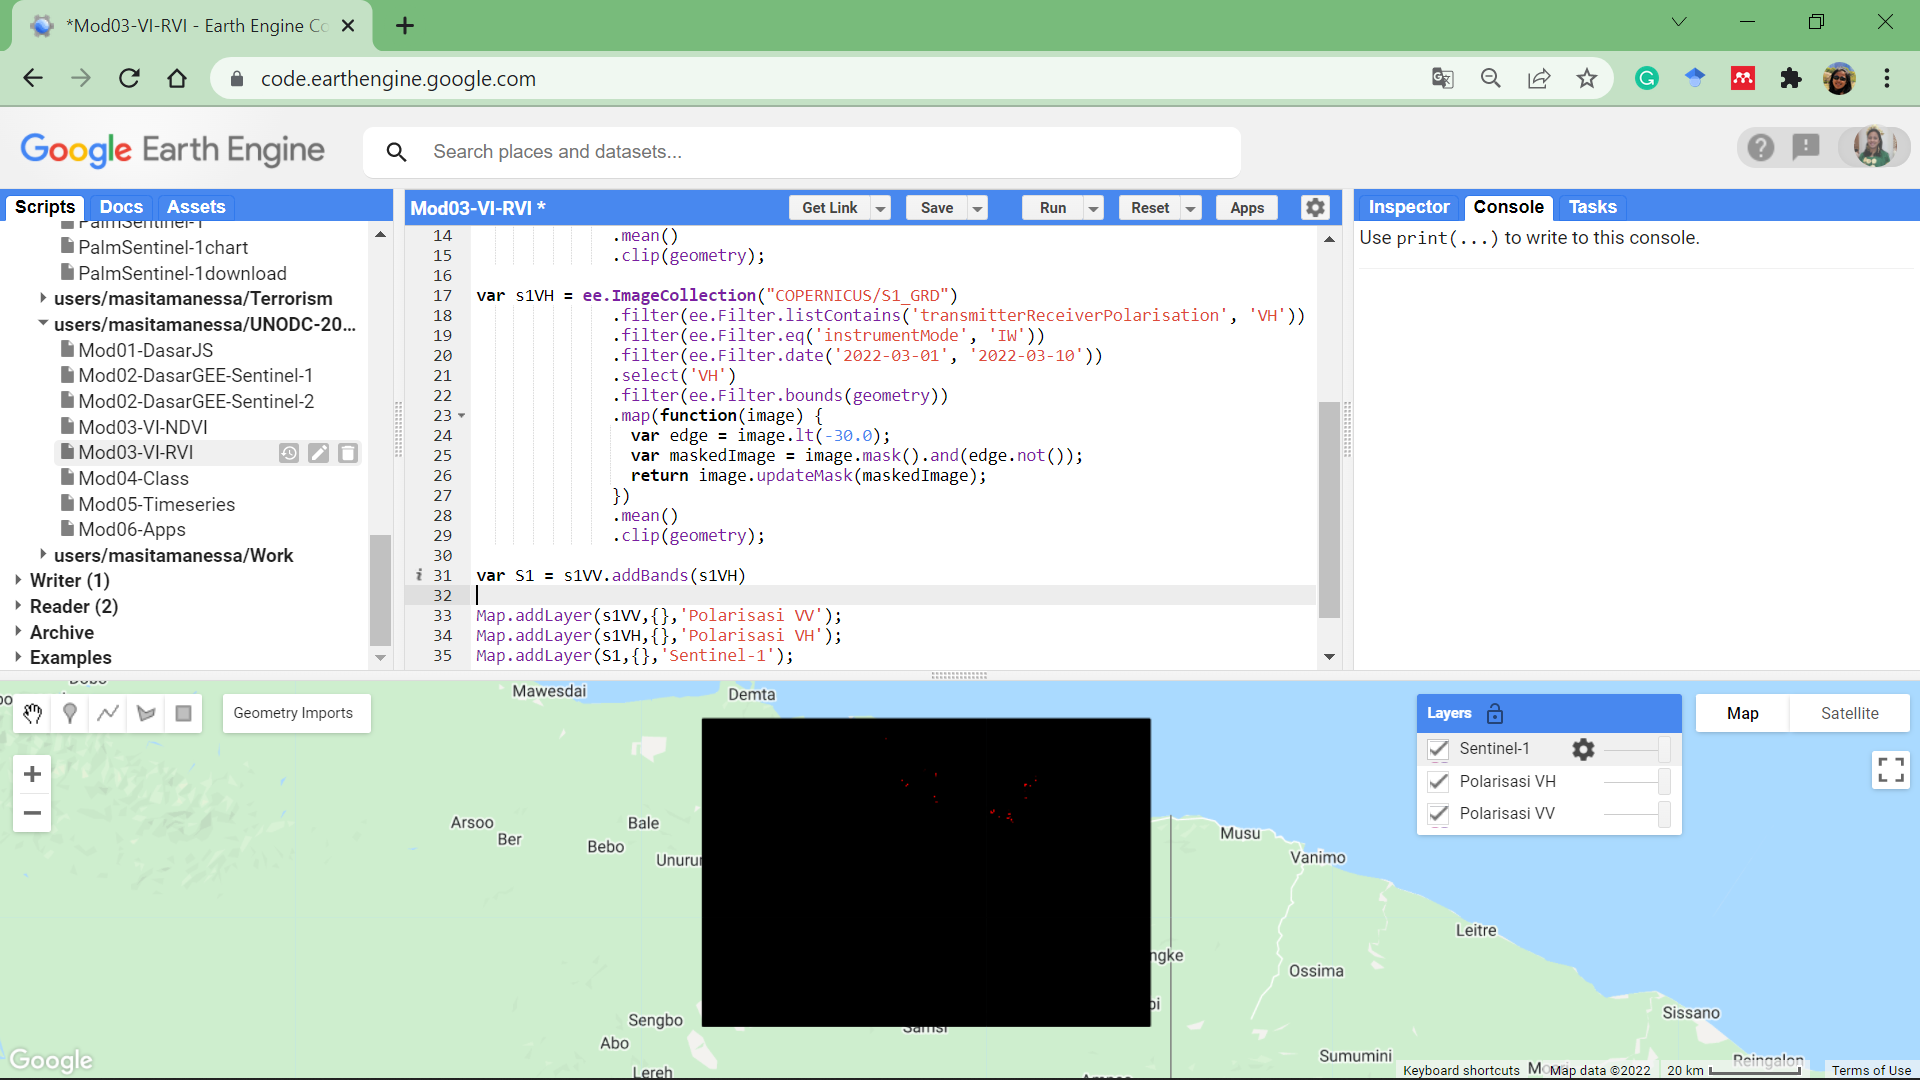 *Mod03-VI-RVI - Earth Engine Co
code.earthengine.google.com
Google Earth Engine
Search places and datasets...
Scripts Docs Assets
PalmSentinel-1
PalmSentinel-1chart
PalmSentinel-1download
users/masitamanessa/Terrorism
users/masitamanessa/UNODC-20...
Mod01-DasarJS
Mod02-DasarGEE-Sentinel-1
Mod02-DasarGEE-Sentinel-2
Mod03-VI-NDVI
Mod03-VI-RVI
Mod04-Class
Mod05-Timeseries
Mod06-Apps
users/masitamanessa/Work
Writer (1)
Reader (2)
Archive
Examples
Mod03-VI-RVI *
Get Link Save Run Reset Apps
14 .mean()
15 .clip(geometry);
16
17 var s1VH = ee.ImageCollection("COPERNICUS/S1_GRD")
18 .filter(ee.Filter.listContains('transmitterReceiverPolarisation', 'VH'))
19 .filter(ee.Filter.eq('instrumentMode', 'IW'))
20 .filter(ee.Filter.date('2022-03-01', '2022-03-10'))
21 .select('VH')
22 .filter(ee.Filter.bounds(geometry))
23 .map(function(image) {
24 var edge = image.lt(-30.0);
25 var maskedImage = image.mask().and(edge.not());
26 return image.updateMask(maskedImage);
27 })
28 .mean()
29 .clip(geometry);
30
i 31 var S1 = s1VV.addBands(s1VH)
32
33 Map.addLayer(s1VV,{},'Polarisasi VV');
34 Map.addLayer(s1VH,{},'Polarisasi VH');
35 Map.addLayer(S1,{},'Sentinel-1');
Inspector Console Tasks
Use print(...) to write to this console.
Geometry Imports
Layers
Sentinel-1
Polarisasi VH
Polarisasi VV
Map Satellite
Mawesdai
Demta
Arsoo
Ber
Bale
Bebo
Unuru
Musu
Vanimo
Leitre
ngke
Ossima
pi
Sengbo
Samsi
Abo
Lereh
Sissano
Sumumini
Reingalon
Google
Keyboard shortcuts Map data ©2022 20 km Terms of Use